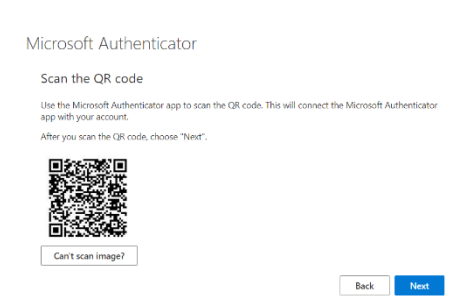 Microsoft Authenticator
Scan the QR code
Use the Microsoft Authenticator app to scan the QR code. This will connect the Microsoft Authenticator
app with your account.
After you scan the QR code, choose "Next".
Can't scan image?
Back
Next